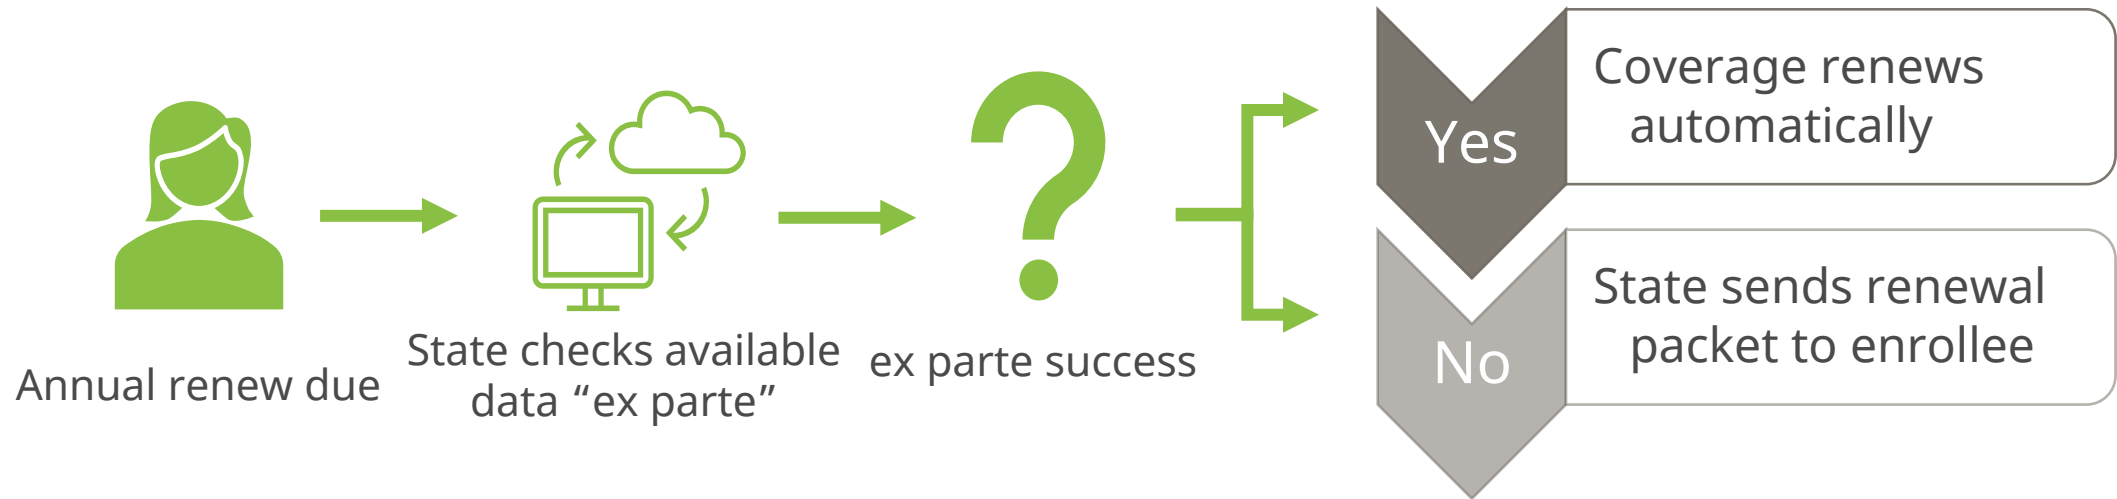 Annual renew due
State checks available
data “ex parte”
ex parte success
Yes
Coverage renews
automatically
No
State sends renewal
packet to enrollee